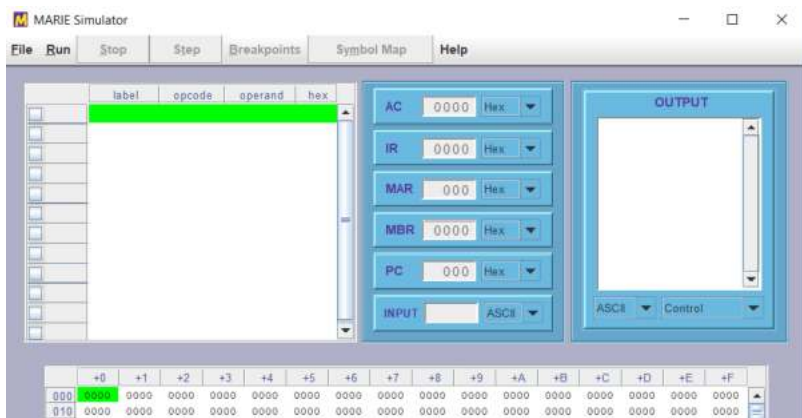 MARIE Simulator
File Run Stop Step Breakpoints Symbol Map Help
label opcode operand hex
AC 0000 Hex
IR 0000 Hex
MAR 000 Hex
MBR 0000 Hex
PC 000 Hex
INPUT ASCII
OUTPUT
ASCII Control
+0 +1 +2 +3 +4 +5 +6 +7 +8 +9 +A +B +C +D +E +F
000 0000 0000 0000 0000 0000 0000 0000 0000 0000 0000 0000 0000 0000 0000 0000 0000
010 0000 0000 0000 0000 0000 0000 0000 0000 0000 0000 0000 0000 0000 0000 0000 0000